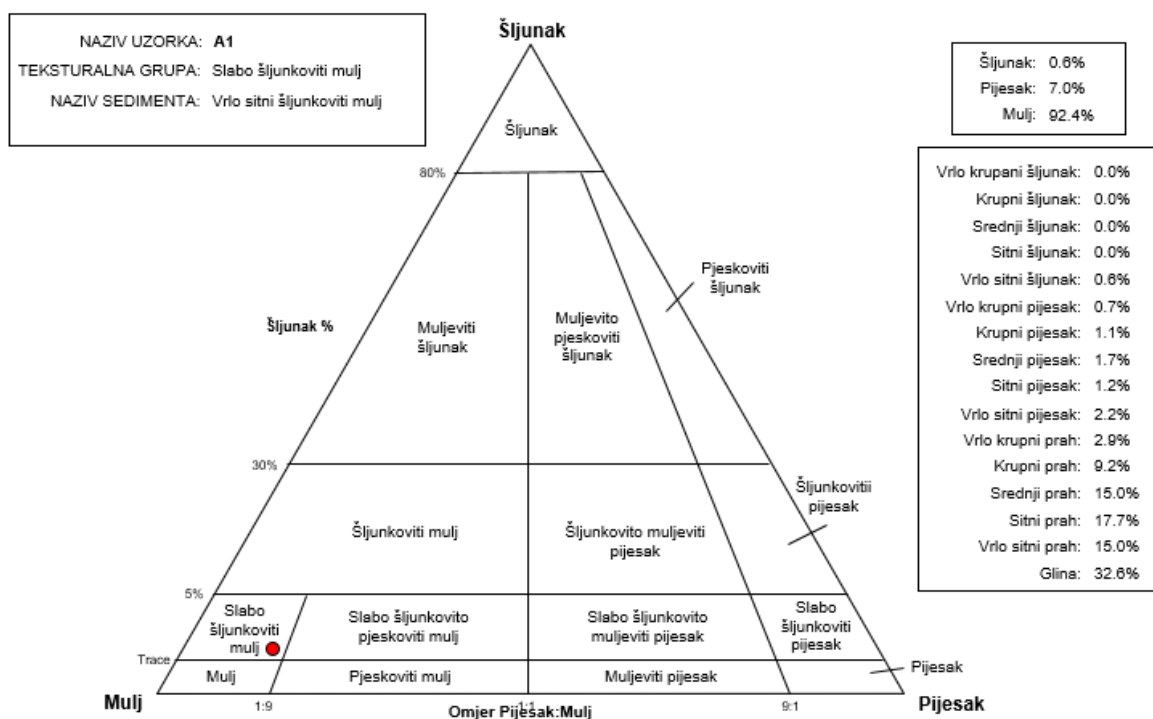 NAZIV UZORKA: A1
TEKSTURALNA GRUPA: Slabo šljunkoviti mulj
NAZIV SEDIMENTA: Vrlo sitni šljunkoviti mulj
Šljunak
Šljunak
80%
Šljunak %
Muljeviti
šljunak
Muljevito
pjeskoviti
šljunak
Pjeskoviti
šljunak
30%
Šljunkoviti mulj
Šljunkovito muljeviti
pijesak
Šljunkovitii
pijesak
5%
Slabo
šljunkoviti
mulj
Slabo šljunkovito
pjeskoviti mulj
Slabo šljunkovito
muljeviti pijesak
Slabo
šljunkoviti
pijesak
Trace
Mulj
Pjeskoviti mulj
Muljeviti pijesak
Pijesak
Mulj
1:9
1:1
9:1
Pijesak
Omjer Pijesak:Mulj
Šljunak: 0.6%
Pijesak: 7.0%
Mulj: 92.4%
Vrlo krupani šljunak: 0.0%
Krupni šljunak: 0.0%
Srednji šljunak: 0.0%
Sitni šljunak: 0.0%
Vrlo sitni šljunak: 0.6%
Vrlo krupni pijesak: 0.7%
Krupni pijesak: 1.1%
Srednji pijesak: 1.7%
Sitni pijesak: 1.2%
Vrlo sitni pijesak: 2.2%
Vrlo krupni prah: 2.9%
Krupni prah: 9.2%
Srednji prah: 15.0%
Sitni prah: 17.7%
Vrlo sitni prah: 15.0%
Glina: 32.6%